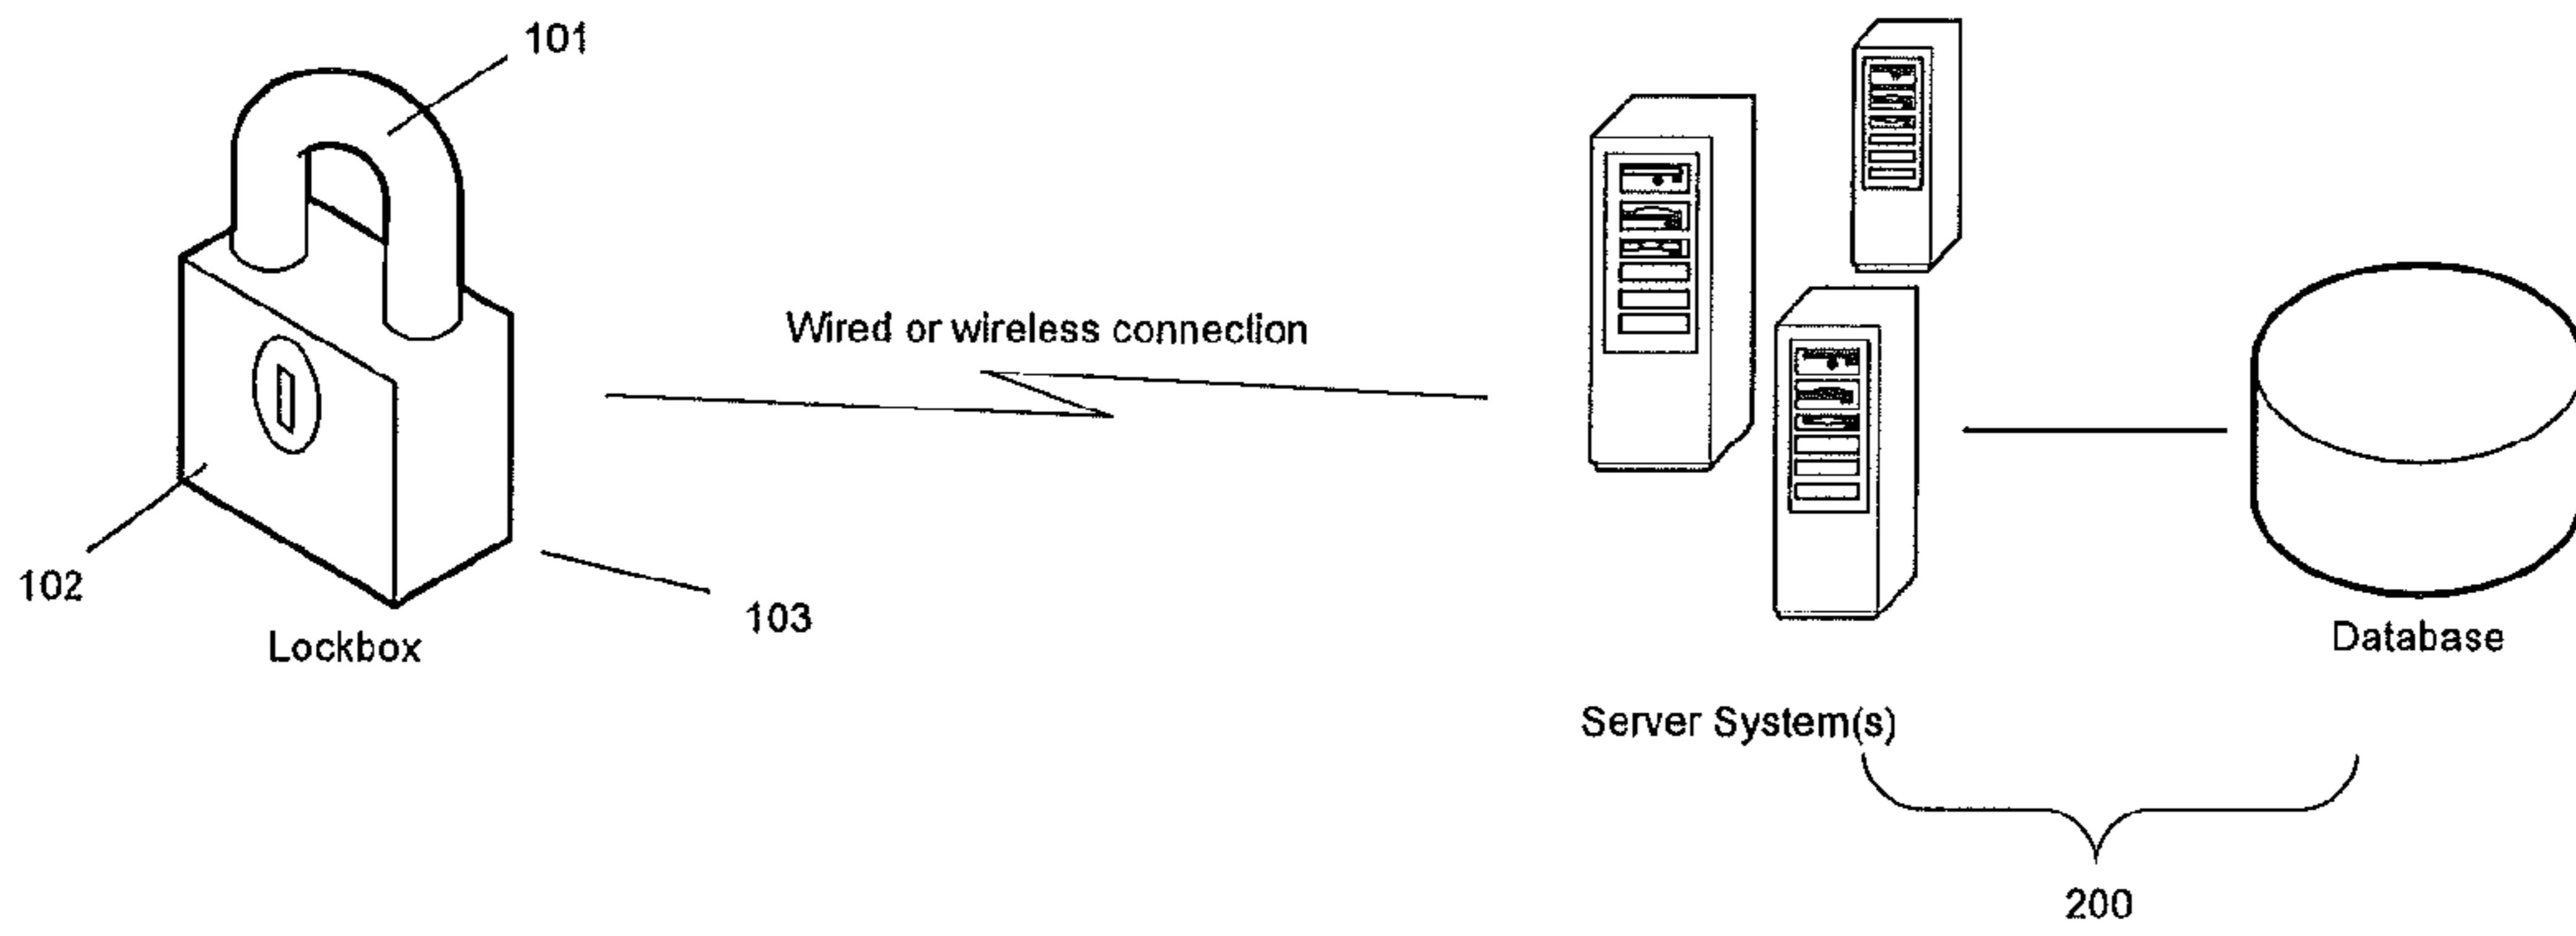 101
Wired or wireless connection
102
103
Lockbox
Database
Server System(s)
200